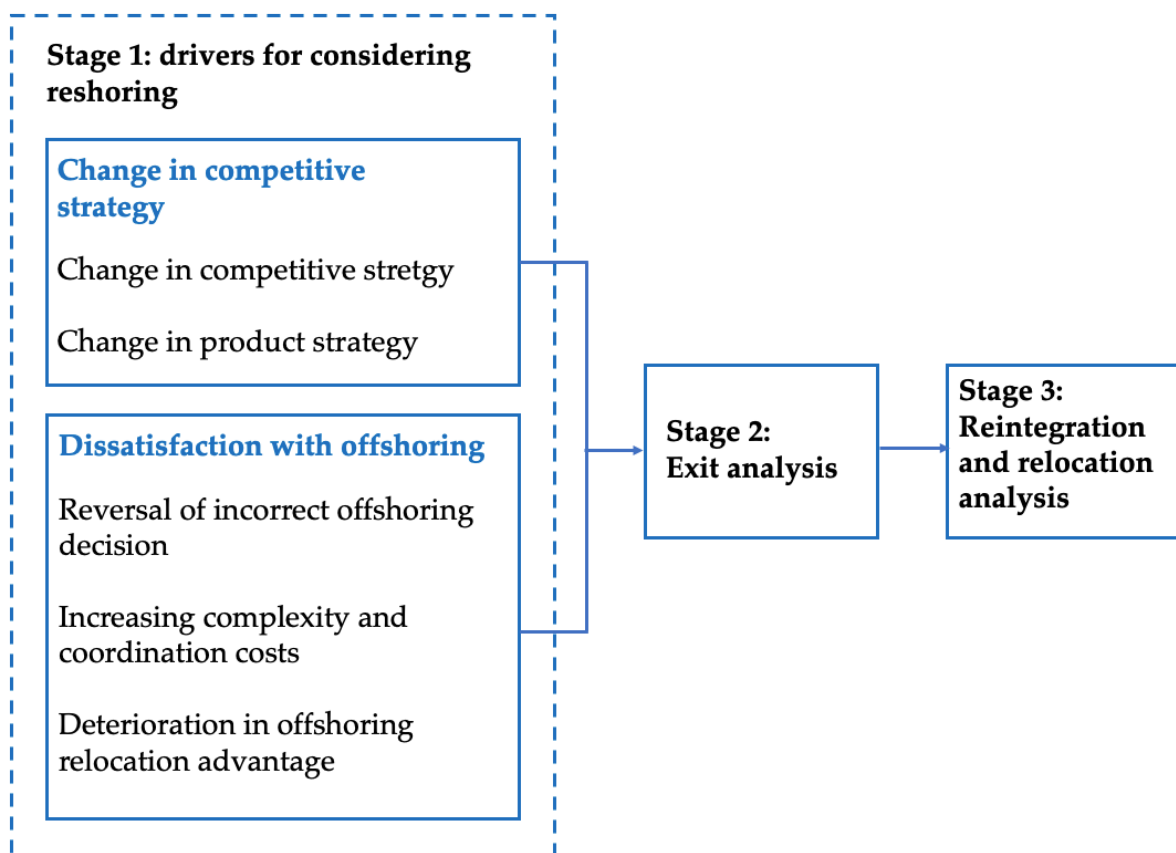 Stage 1: drivers for considering
reshoring
Change in competitive
strategy
Change in competitive stretgy
Change in product strategy
Dissatisfaction with offshoring
Reversal of incorrect offshoring
decision
Increasing complexity and
coordination costs
Deterioration in offshoring
relocation advantage
Stage 2:
Exit analysis
Stage 3:
Reintegration
and relocation
analysis